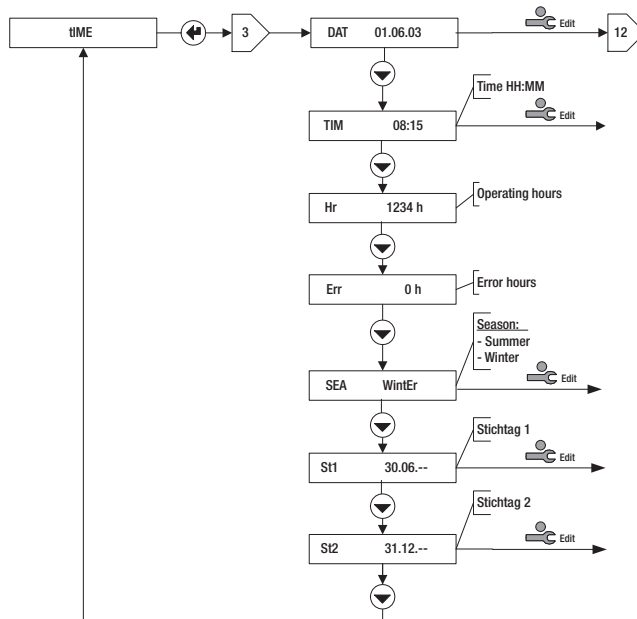 tIME
3
DAT 01.06.03
Edit
12
Time HH:MM
TIM 08:15
Edit
Hr 1234 h
Operating hours
Err 0 h
Error hours
Season:
- Summer
- Winter
SEA WintEr
Edit
Stichtag 1
St1 30.06.--
Edit
Stichtag 2
St2 31.12.--
Edit